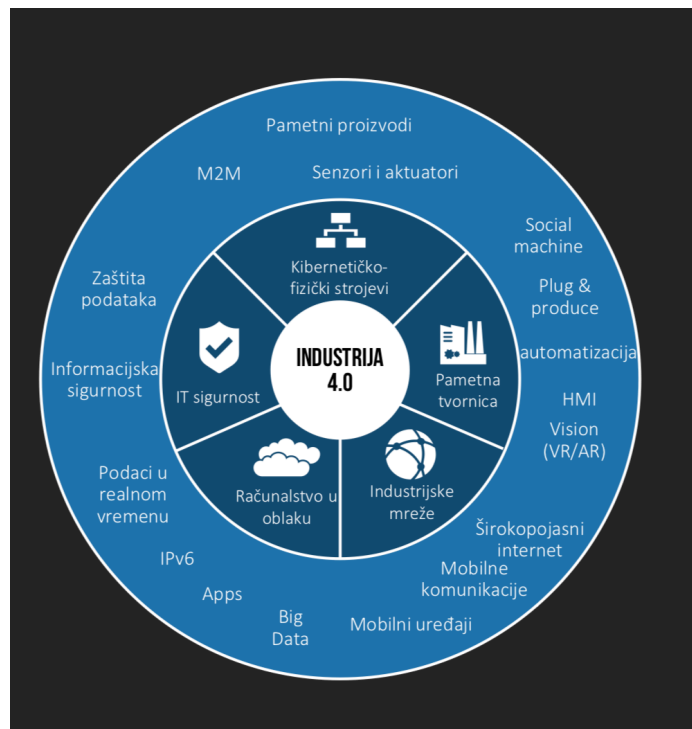 Pametni proizvodi
M2M
Senzori i aktuatori
Social
machine
Plug &
produce
automatizacija
HMI
Vision
(VR/AR)
Širokopojasni
internet
Mobilne
komunikacije
Mobilni uređaji
Big
Data
Apps
IPv6
Podaci u
realnom
vremenu
Informacijska
sigurnost
Zaštita
podataka
Kibernetičko-
fizički strojevi
Pametna
tvornica
Industrijske
mreže
Računalstvo u
oblaku
IT sigurnost
INDUSTRIJA
4.0